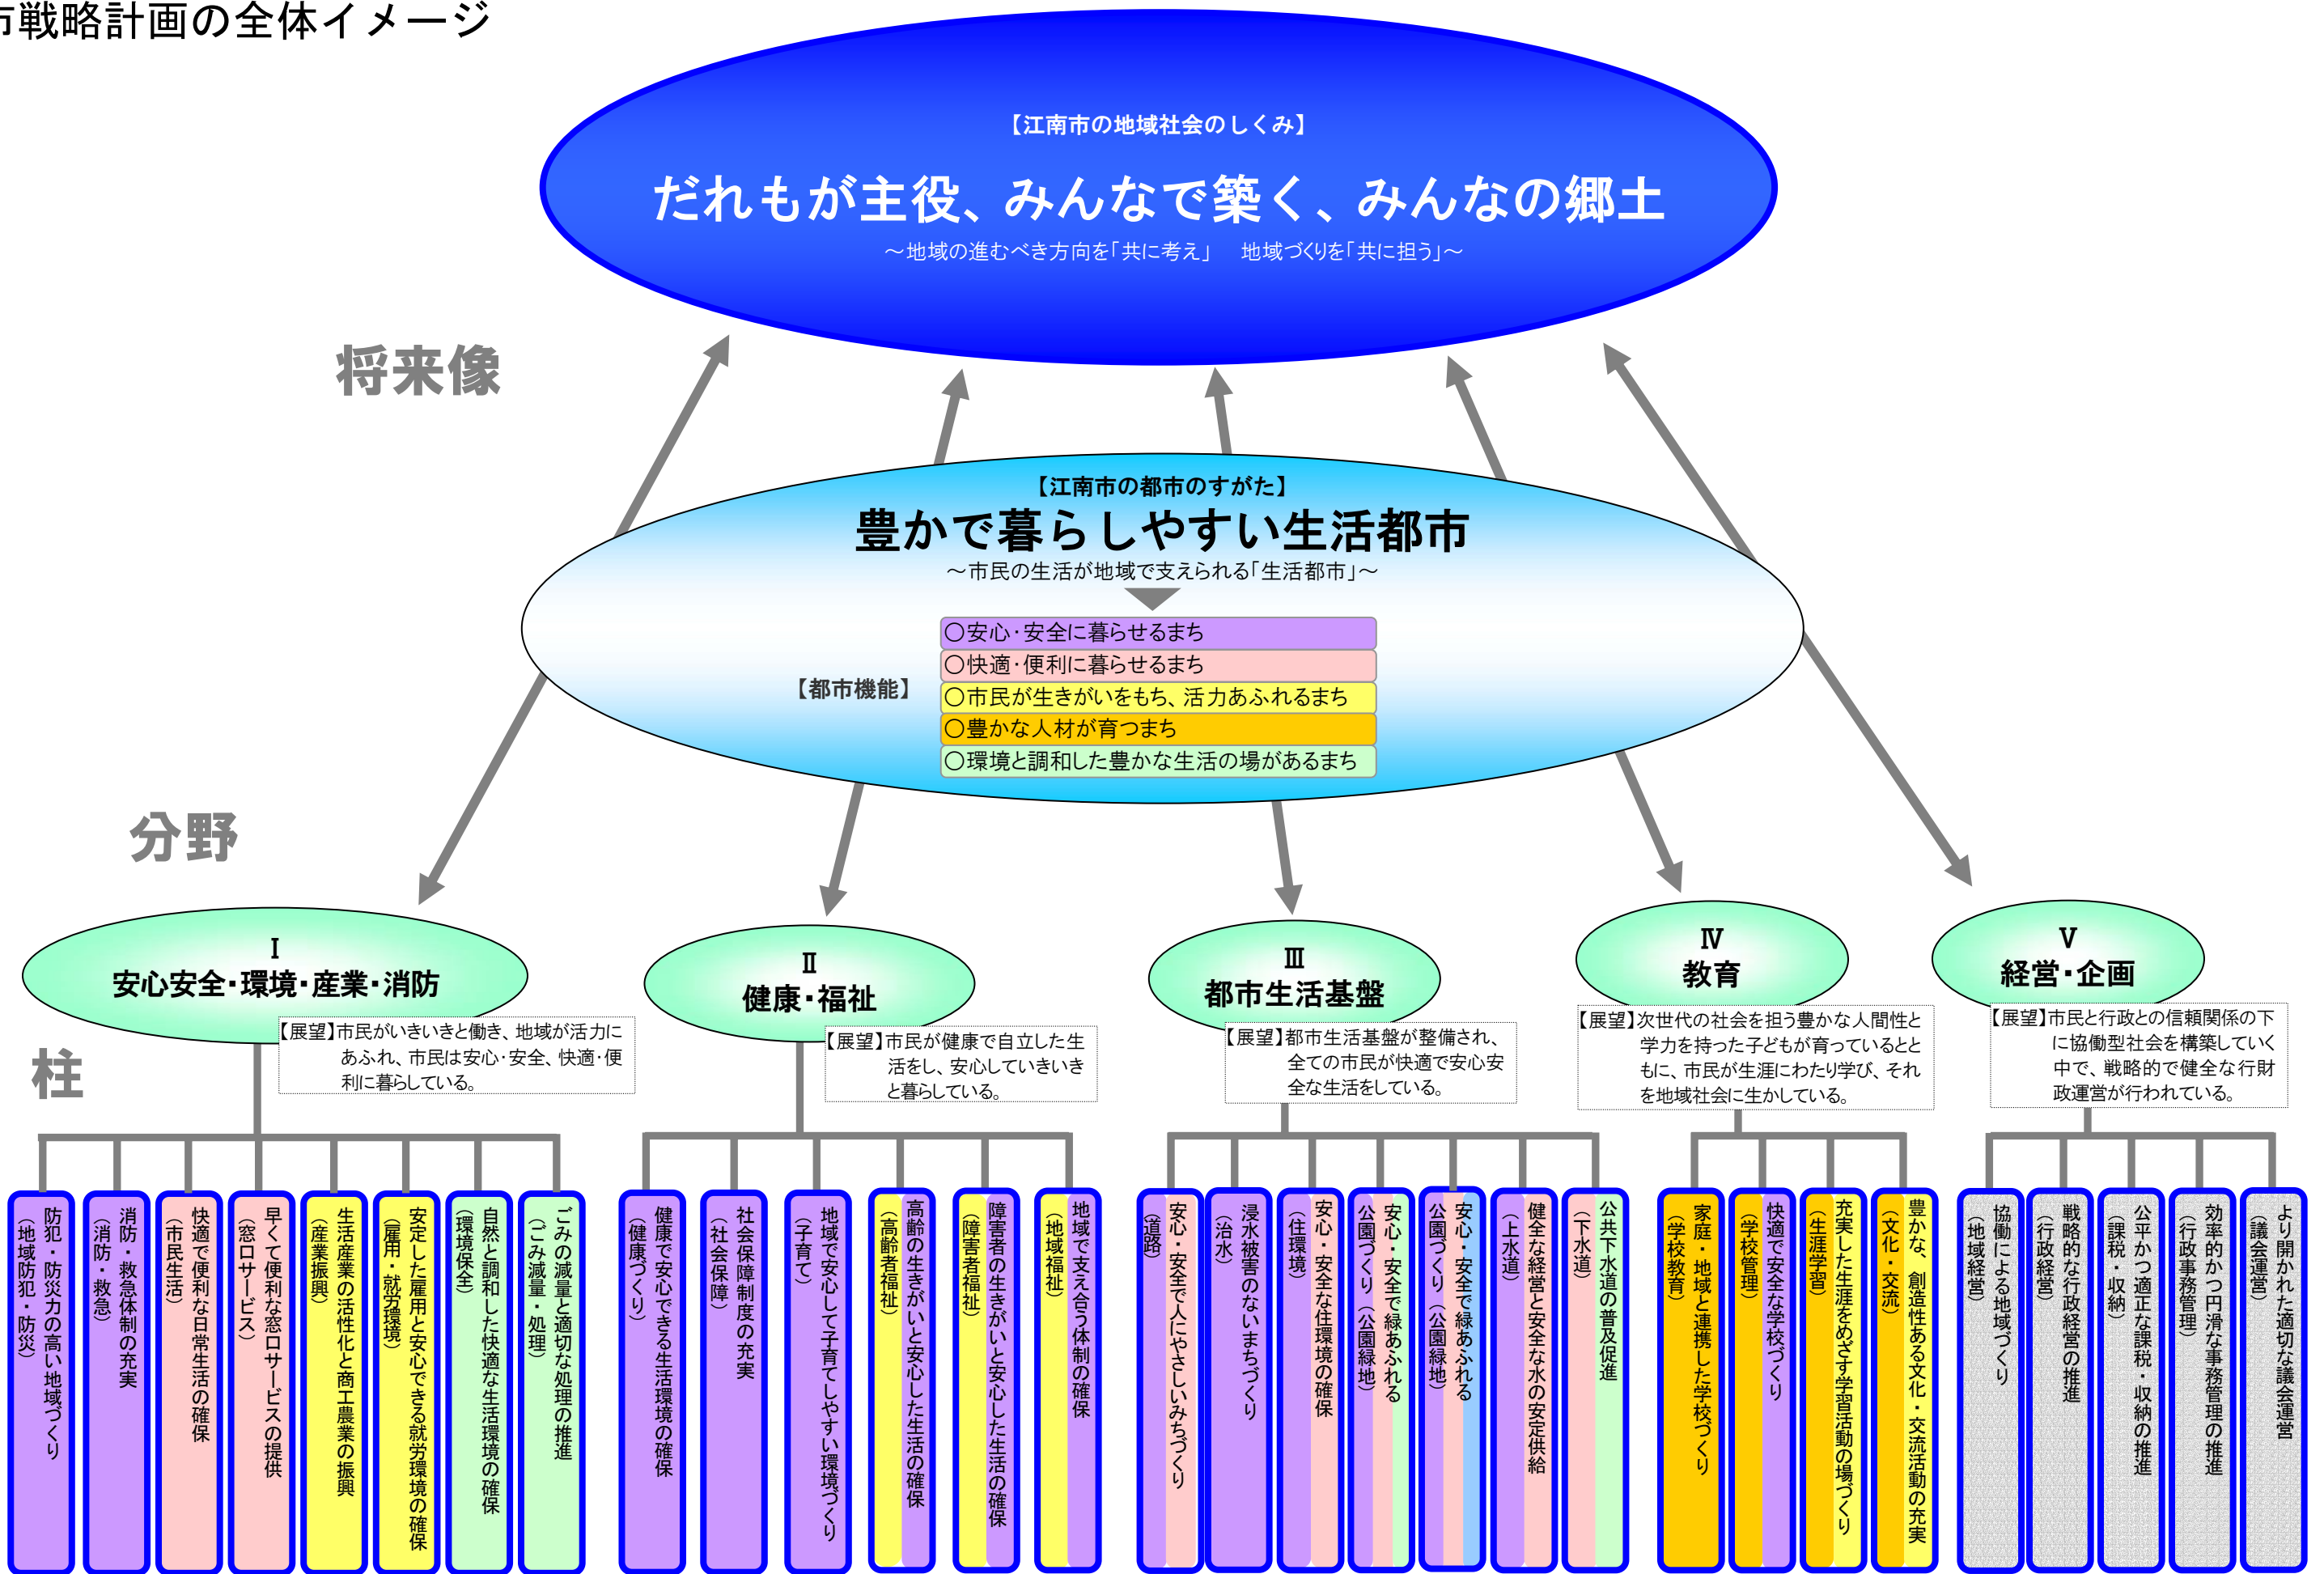 市戦略計画の全体イメージ
【江南市の地域社会のしくみ】
だれもが主役、みんなで築く、みんなの郷土
～地域の進むべき方向を「共に考え」　地域づくりを「共に担う」～
将来像
【江南市の都市のすがた】
豊かで暮らしやすい生活都市
～市民の生活が地域で支えられる「生活都市」～
【都市機能】
○安心・安全に暮らせるまち
○快適・便利に暮らせるまち
○市民が生きがいをもち、活力あふれるまち
○豊かな人材が育つまち
○環境と調和した豊かな生活の場があるまち
分野
Ⅰ
安心安全・環境・産業・消防
【展望】市民がいきいきと働き、地域が活力に
あふれ、市民は安心・安全、快適・便
利に暮らしている。
Ⅱ
健康・福祉
【展望】市民が健康で自立した生
活をし、安心していきいき
と暮らしている。
Ⅲ
都市生活基盤
【展望】都市生活基盤が整備され、
全ての市民が快適で安心安
全な生活をしている。
Ⅳ
教育
【展望】次世代の社会を担う豊かな人間性と
学力を持った子どもが育っているとと
もに、市民が生涯にわたり学び、それ
を地域社会に生かしている。
Ⅴ
経営・企画
【展望】市民と行政との信頼関係の下
に協働型社会を構築していく
中で、戦略的で健全な行財
政運営が行われている。
柱
防犯・防災力の高い地域づくり
（地域防犯・防災）
消防・救急体制の充実
（消防・救急）
快適で便利な日常生活の確保
（市民生活）
早くて便利な窓口サービスの提供
（窓口サービス）
生活産業の活性化と商工農業の振興
（産業振興）
安定した雇用と安心できる就労環境の確保
（雇用・就労環境）
自然と調和した快適な生活環境の確保
（環境保全）
ごみの減量と適切な処理の推進
（ごみ減量・処理）
健康で安心できる生活環境の確保
（健康づくり）
社会保障制度の充実
（社会保障）
地域で安心して子育てしやすい環境づくり
（子育て）
高齢の生きがいと安心した生活の確保
（高齢者福祉）
障害者の生きがいと安心した生活の確保
（障害者福祉）
地域で支え合う体制の確保
（地域福祉）
安心・安全で人にやさしいみちづくり
（道路）
浸水被害のないまちづくり
（治水）
安心・安全な住環境の確保
（住環境）
安心・安全で緑あふれる
公園づくり（公園緑地）
安心・安全で緑あふれる
公園づくり（公園緑地）
健全な経営と安全な水の安定供給
（上水道）
公共下水道の普及促進
（下水道）
家庭・地域と連携した学校づくり
（学校教育）
快適で安全な学校づくり
（学校管理）
充実した生涯をめざす学習活動の場づくり
（生涯学習）
豊かな、創造性ある文化・交流活動の充実
（文化・交流）
協働による地域づくり
（地域経営）
戦略的な行政経営の推進
（行政経営）
公平かつ適正な課税・収納の推進
（課税・収納）
効率的かつ円滑な事務管理の推進
（行政事務管理）
より開かれた適切な議会運営
（議会運営）